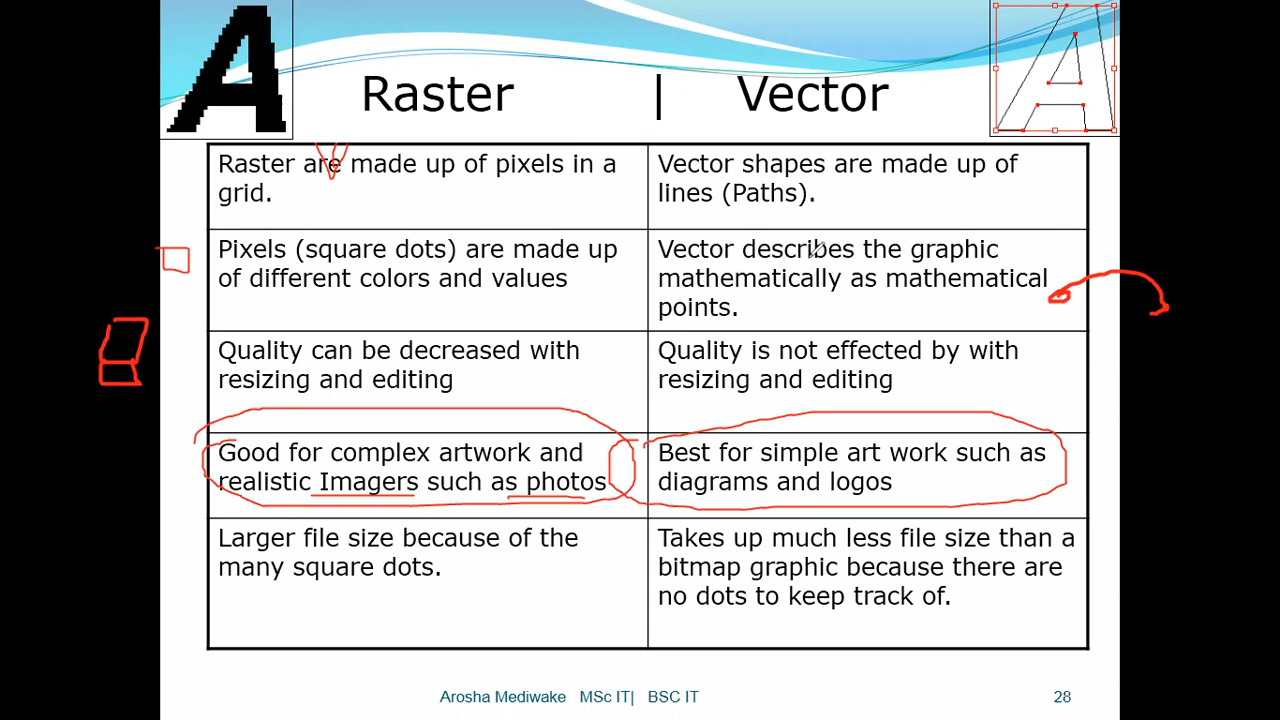 Raster | Vector
Raster are made up of pixels in a
grid.
Vector shapes are made up of
lines (Paths).
Pixels (square dots) are made up
of different colors and values
Vector describes the graphic
mathematically as mathematical
points.
Quality can be decreased with
resizing and editing
Quality is not effected by with
resizing and editing
Good for complex artwork and
realistic Imagers such as photos
Best for simple art work such as
diagrams and logos
Larger file size because of the
many square dots.
Takes up much less file size than a
bitmap graphic because there are
no dots to keep track of.
Arosha Mediwake MSc IT| BSC IT
28